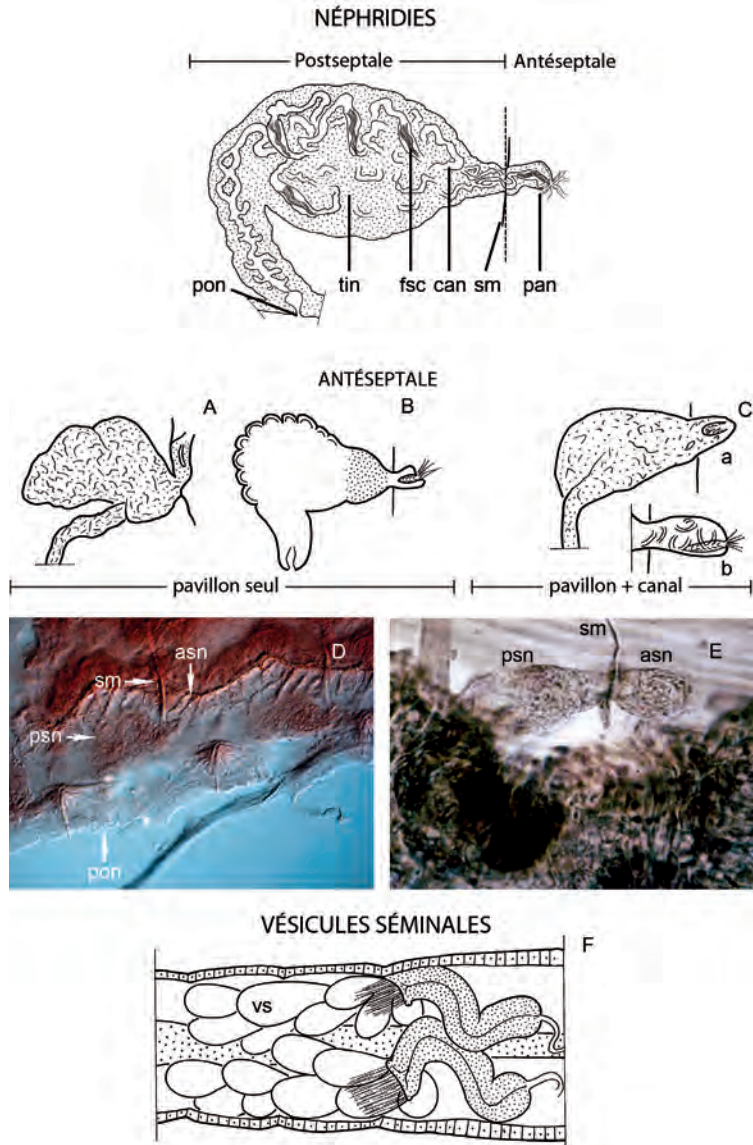 NÉPHRIDIES
Postseptale Antéseptale
pon tin fsc can sm pan
ANTÉSEPTALE
A B C
a
b
pavillon seul pavillon + canal
sm asn D sm
psn asn E
psn
pon
VÉSICULES SÉMINALES
F
vs